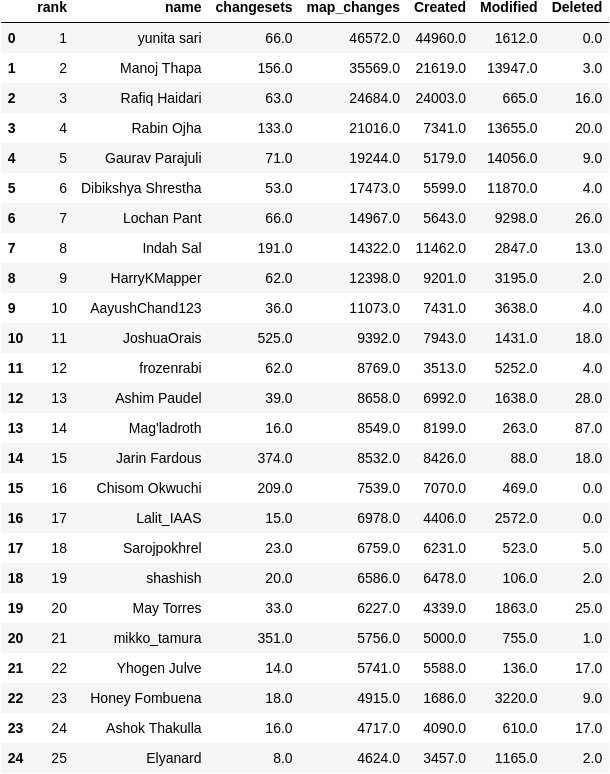 rank name changesets map_changes Created Modified Deleted
0 1 yunita sari 66.0 46572.0 44960.0 1612.0 0.0
1 2 Manoj Thapa 156.0 35569.0 21619.0 13947.0 3.0
2 3 Rafiq Haidari 63.0 24684.0 24003.0 665.0 16.0
3 4 Rabin Ojha 133.0 21016.0 7341.0 13655.0 20.0
4 5 Gaurav Parajuli 71.0 19244.0 5179.0 14056.0 9.0
5 6 Dibikshya Shrestha 53.0 17473.0 5599.0 11870.0 4.0
6 7 Lochan Pant 66.0 14967.0 5643.0 9298.0 26.0
7 8 Indah Sal 191.0 14322.0 11462.0 2847.0 13.0
8 9 HarryKMapper 62.0 12398.0 9201.0 3195.0 2.0
9 10 AayushChand123 36.0 11073.0 7431.0 3638.0 4.0
10 11 JoshuaOrais 525.0 9392.0 7943.0 1431.0 18.0
11 12 frozenrabi 62.0 8769.0 3513.0 5252.0 4.0
12 13 Ashim Paudel 39.0 8658.0 6992.0 1638.0 28.0
13 14 Mag'ladroth 16.0 8549.0 8199.0 263.0 87.0
14 15 Jarin Fardous 374.0 8532.0 8426.0 88.0 18.0
15 16 Chisom Okwuchi 209.0 7539.0 7070.0 469.0 0.0
16 17 Lalit_IAAS 15.0 6978.0 4406.0 2572.0 0.0
17 18 Sarojpokhrel 23.0 6759.0 6231.0 523.0 5.0
18 19 shashish 20.0 6586.0 6478.0 106.0 2.0
19 20 May Torres 33.0 6227.0 4339.0 1863.0 25.0
20 21 mikko_tamura 351.0 5756.0 5000.0 755.0 1.0
21 22 Yhogen Julve 14.0 5741.0 5588.0 136.0 17.0
22 23 Honey Fombuena 18.0 4915.0 1686.0 3220.0 9.0
23 24 Ashok Thakulla 16.0 4717.0 4090.0 610.0 17.0
24 25 Elyanard 8.0 4624.0 3457.0 1165.0 2.0